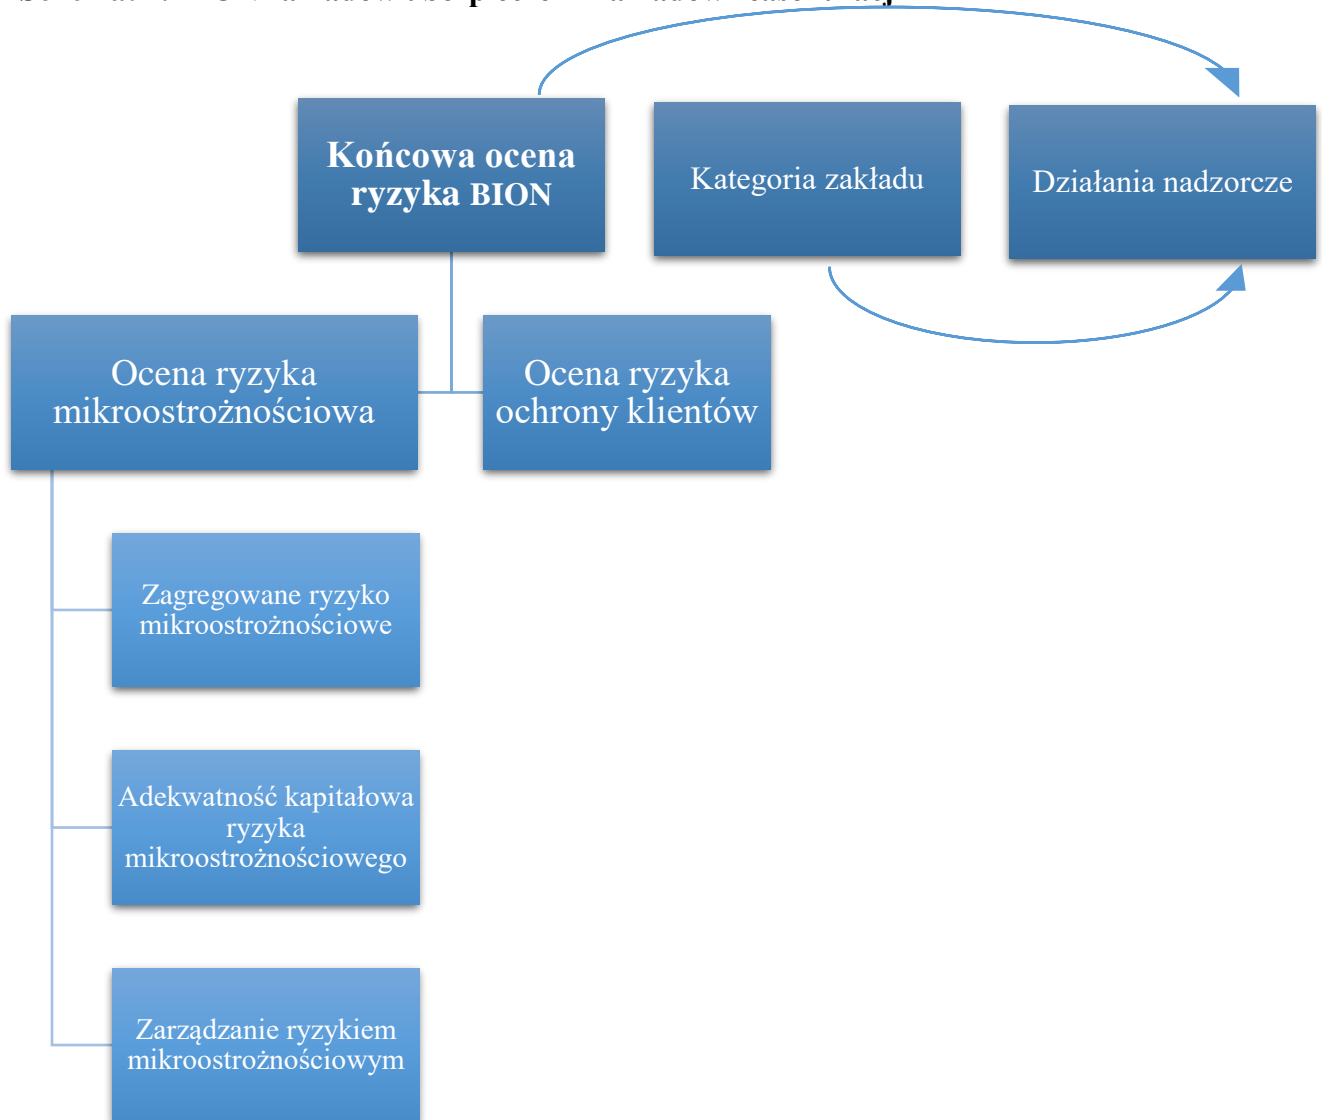 Końcowa ocena
ryzyka BION
Kategoria zakładu
Działania nadzorcze
Ocena ryzyka
mikroostrożnościowa
Ocena ryzyka
ochrony klientów
Zagregowane ryzyko
mikroostrożnościowe
Adekwatność kapitałowa
ryzyka
mikroostrożnościowego
Zarządzanie ryzykiem
mikroostrożnościowym